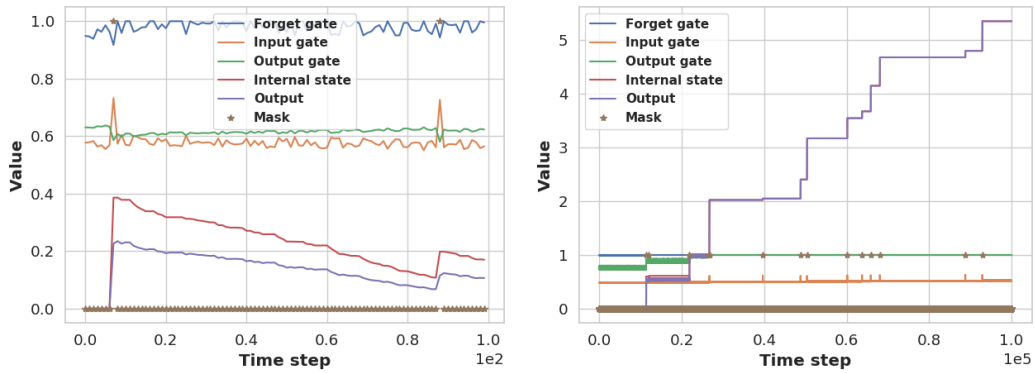 Value
1.0
0.8
0.6
0.4
0.2
0.0
Forget gate
Input gate
Output gate
Internal state
Output
Mask
0.0
0.2
0.4
0.6
0.8
1.0
1e2
Time step
Value
5
4
3
2
1
0
Forget gate
Input gate
Output gate
Internal state
Output
Mask
0.0
0.2
0.4
0.6
0.8
1.0
1e5
Time step